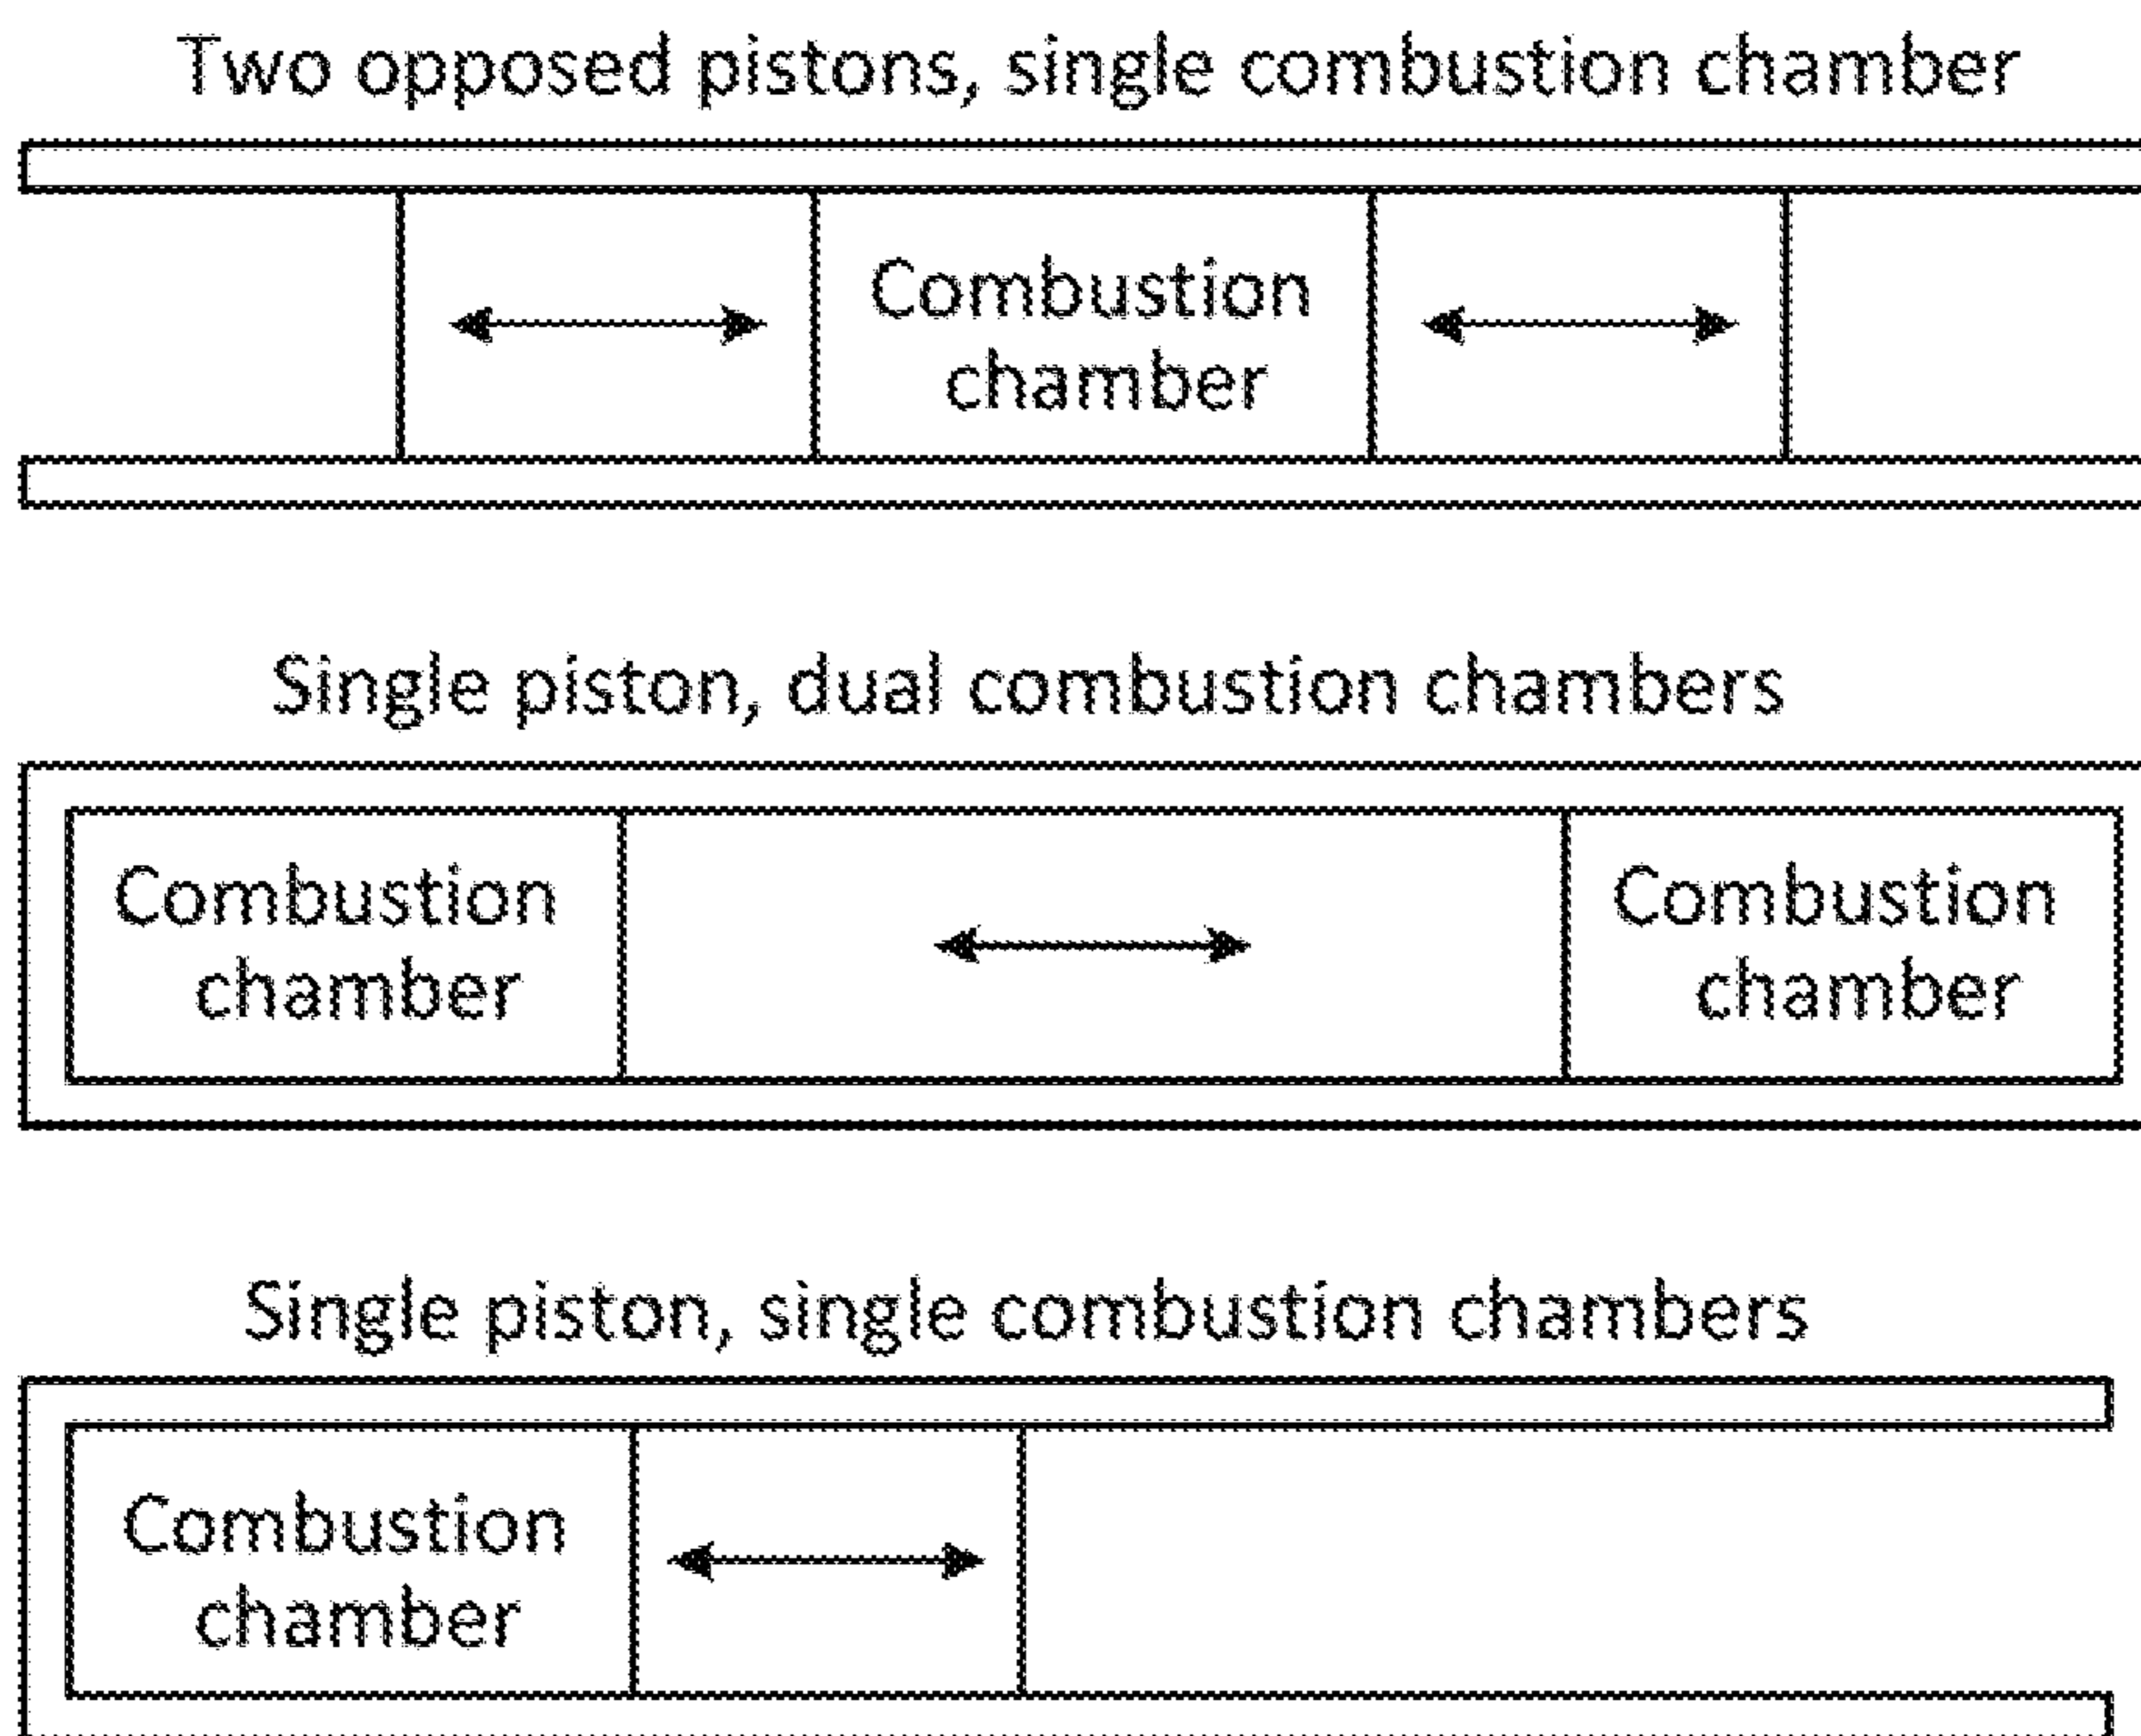 Two opposed pistons, single combustion chamber
Combustion
chamber
Single piston, dual combustion chambers
Combustion
chamber
Combustion
chamber
Single piston, single combustion chambers
Combustion
chamber